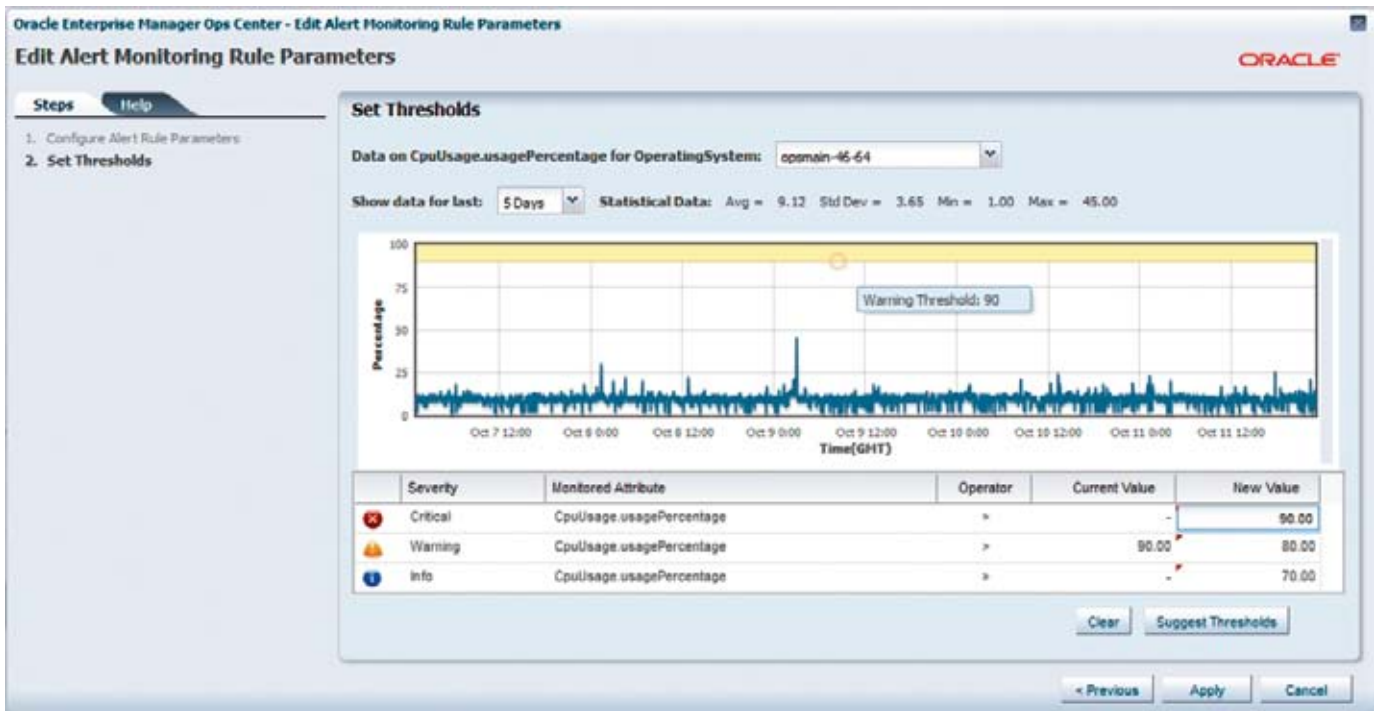 Oracle Enterprise Manager Ops Center - Edit Alert Monitoring Rule Parameters
Edit Alert Monitoring Rule Parameters
ORACLE
Steps Help
1. Configure Alert Rule Parameters
2. Set Thresholds
Set Thresholds
Data on CpuUsage.usagePercentage for OperatingSystem: opsmain-46-64
Show data for last: 5 Days Statistical Data: Avg = 9.12 Std Dev = 3.65 Min = 1.00 Max = 45.00
100
75
50
25
0
Percentage
Warning Threshold: 90
Oct 7 12:00 Oct 8 0:00 Oct 8 12:00 Oct 9 0:00 Oct 9 12:00 Oct 10 0:00 Oct 10 12:00 Oct 11 0:00 Oct 11 12:00
Time(GMT)
Severity Monitored Attribute Operator Current Value New Value
Critical CpuUsage.usagePercentage > - 90.00
Warning CpuUsage.usagePercentage > 90.00 80.00
Info CpuUsage.usagePercentage > - 70.00
Clear Suggest Thresholds
< Previous Apply Cancel